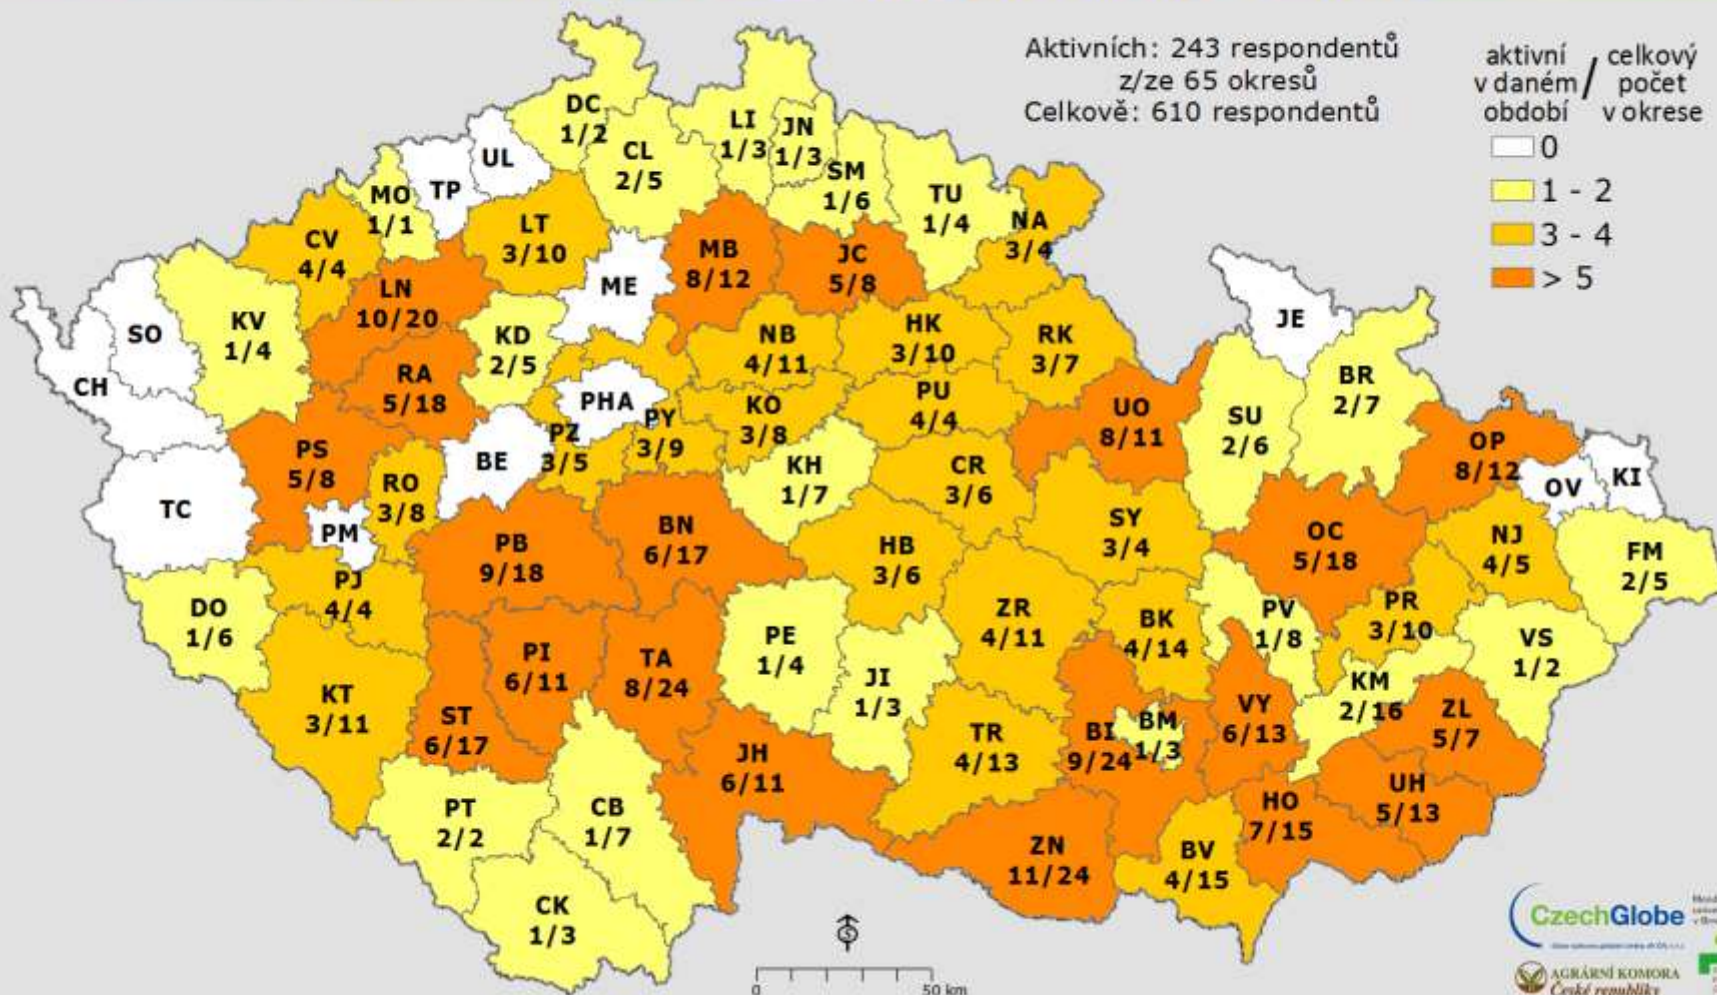 Aktivních: 243 respondentů
z/ze 65 okresů
Celkově: 610 respondentů
aktivní / celkový
v daném počet
období v okrese
0
1 - 2
3 - 4
> 5
DC
1/2
LI
1/3
JN
1/3
CL
2/5
SM
1/6
TU
1/4
UL
TP
MO
1/1
CV
4/4
LT
3/10
NA
3/4
MB
8/12
JC
5/8
ME
LN
10/20
SO
KV
1/4
KD
2/5
NB
4/11
HK
3/10
RK
3/7
JE
CH
RA
5/18
PHA
PY
3/9
KO
3/8
PU
4/4
UO
8/11
SU
2/6
BR
2/7
PS
5/8
PZ
3/5
BE
RO
3/8
KH
1/7
CR
3/6
OP
8/12
OV
KI
TC
PM
PB
9/18
BN
6/17
HB
3/6
SY
3/4
OC
5/18
NJ
4/5
FM
2/5
PJ
4/4
DO
1/6
ZR
4/11
BK
4/14
PV
1/8
PR
3/10
VS
1/2
PE
1/4
PI
6/11
TA
8/24
JI
1/3
KT
3/11
ST
6/17
KM
2/16
ZL
5/7
JH
6/11
TR
4/13
BI
9/24
BM
1/3
VY
6/13
UH
5/13
PT
2/2
CB
1/7
HO
7/15
ZN
11/24
BV
4/15
CK
1/3
S
0 50 km
CzechGlobe
AGRÁRNÍ KOMORA
České republiky